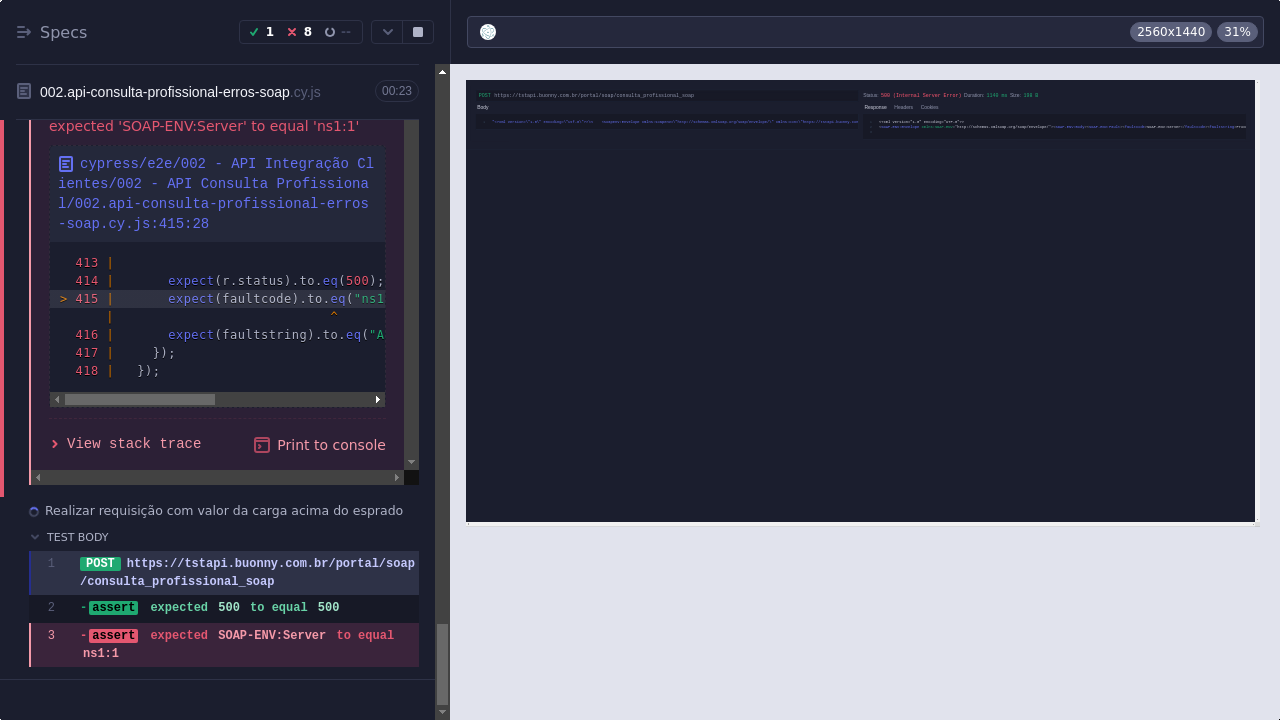 Specs
1
8
--
002.api-consulta-profissional-erros-soap.cy.js
00:23
expected 'SOAP-ENV:Server' to equal 'ns1:1'
cypress/e2e/002 - API Integração Cl
ientes/002 - API Consulta Profissiona
l/002.api-consulta-profissional-erros
-soap.cy.js:415:28
413 |
414 |       expect(r.status).to.eq(500);
> 415 |       expect(faultcode).to.eq("ns1
|                             ^
416 |       expect(faultstring).to.eq("A
417 |     });
418 |   });
View stack trace
Print to console
Realizar requisição com valor da carga acima do esprado
TEST BODY
1 POST https://tstapi.buonny.com.br/portal/soap
/consulta_profissional_soap
2 -assert expected 500 to equal 500
3 -assert expected SOAP-ENV:Server to equal
ns1:1
2560x1440
31%
POST https://tstapi.buonny.com.br/portal/soap/consulta_profissional_soap
Body
Status: 500 (Internal Server Error) Duration: 1140 ms Size:
Response Headers Cookies